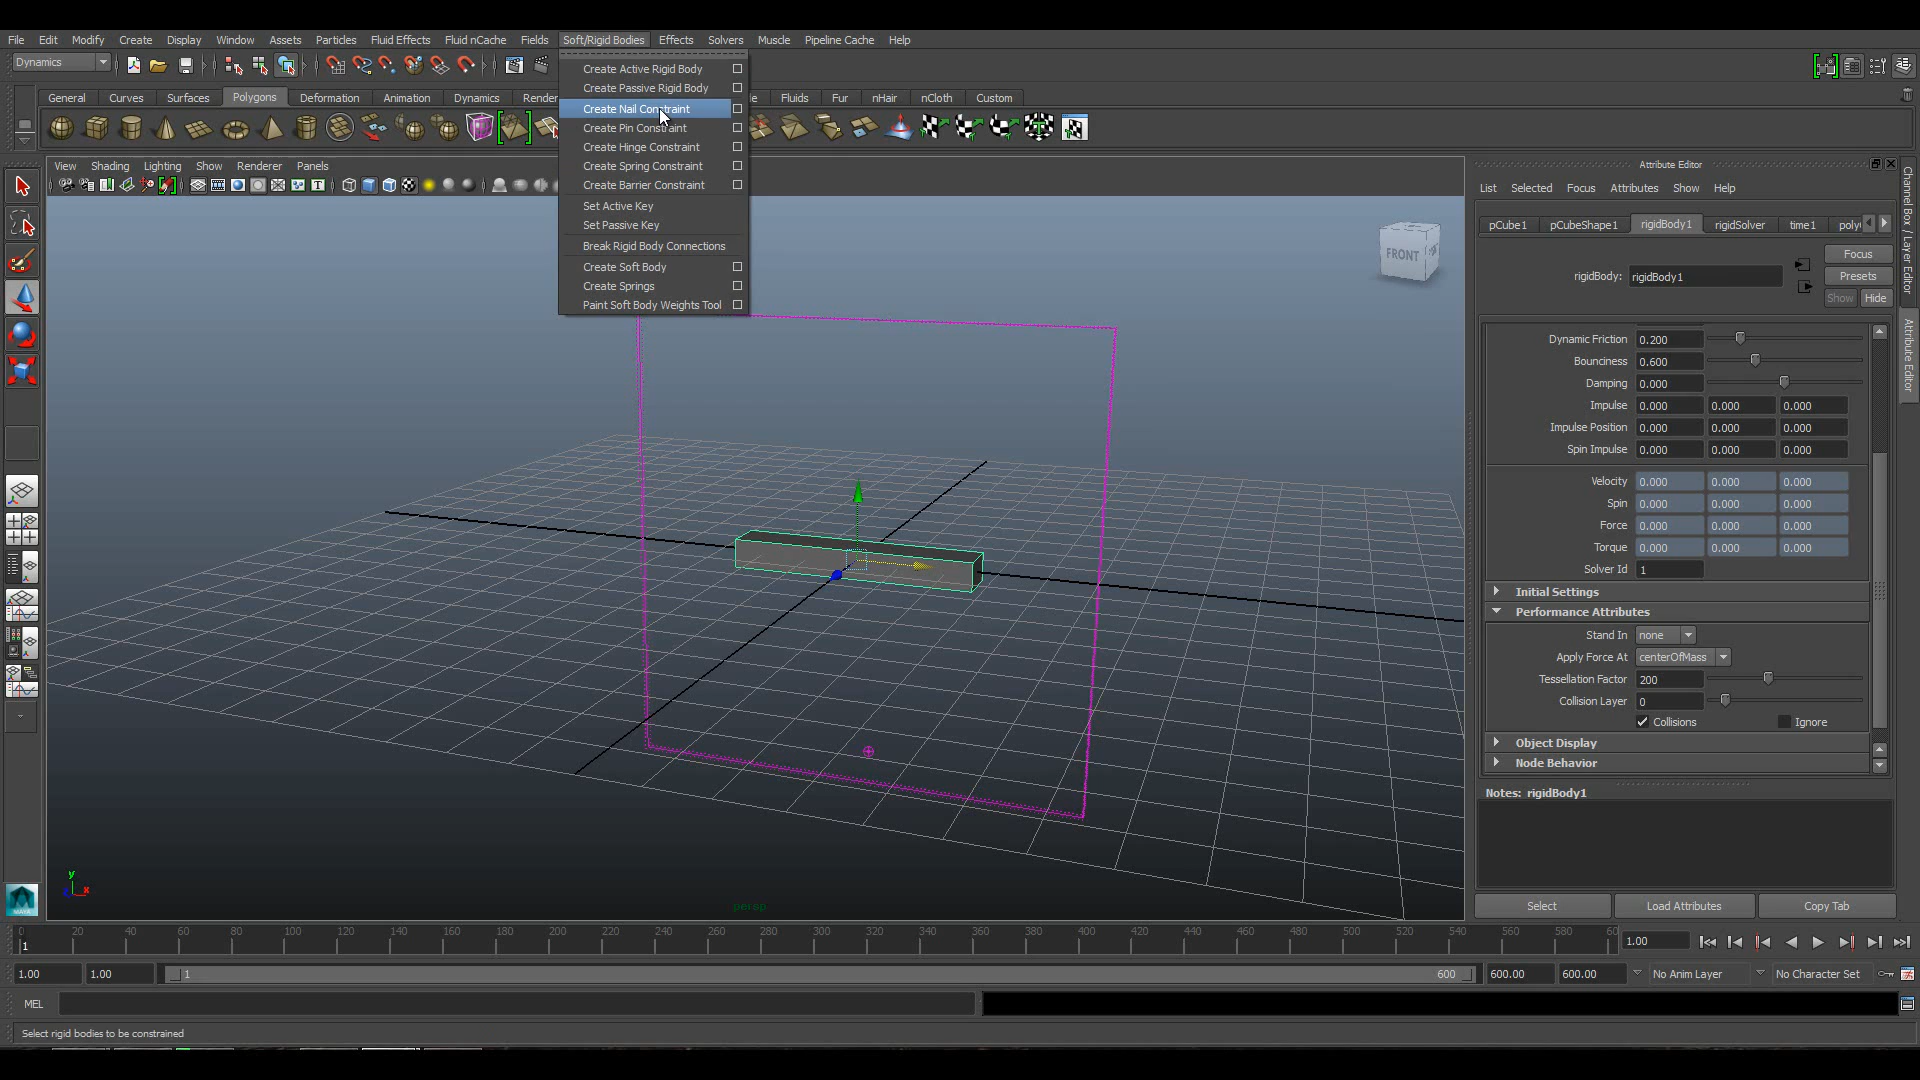 File Edit Modify Create Display Window Assets Particles Fluid Effects Fluid nCache Fields Soft/Rigid Bodies Effects Solvers Muscle Pipeline Cache Help
Dynamics
General Curves Surfaces Polygons Deformation Animation Dynamics Render Fluids Fur nHair nCloth Custom
Create Active Rigid Body
Create Passive Rigid Body
Create Nail Constraint
Create Pin Constraint
Create Hinge Constraint
Create Spring Constraint
Create Barrier Constraint
Set Active Key
Set Passive Key
Break Rigid Body Connections
Create Soft Body
Create Springs
Paint Soft Body Weights Tool
View Shading Lighting Show Renderer Panels
FRONT
persp
y
x
MAYA
Attribute Editor
List Selected Focus Attributes Show Help
pCube1 pCubeShape1 rigidBody1 rigidSolver time1 poly
rigidBody: rigidBody1
Focus
Presets
Show Hide
Dynamic Friction 0.200
Bounciness 0.600
Damping 0.000
Impulse 0.000 0.000 0.000
Impulse Position 0.000 0.000 0.000
Spin Impulse 0.000 0.000 0.000
Velocity 0.000 0.000 0.000
Spin 0.000 0.000 0.000
Force 0.000 0.000 0.000
Torque 0.000 0.000 0.000
Solver Id 1
Initial Settings
Performance Attributes
Stand In none
Apply Force At centerOfMass
Tessellation Factor 200
Collision Layer 0
Collisions Ignore
Object Display
Node Behavior
Notes: rigidBody1
Select Load Attributes Copy Tab
Channel Box / Layer Editor
Attribute Editor
0 20 40 60 80 100 120 140 160 180 200 220 240 260 280 300 320 340 360 380 400 420 440 460 480 500 520 540 560 580 60
1
1.00
1.00 1.00 1 600 600.00 600.00 No Anim Layer No Character Set
MEL
Select rigid bodies to be constrained